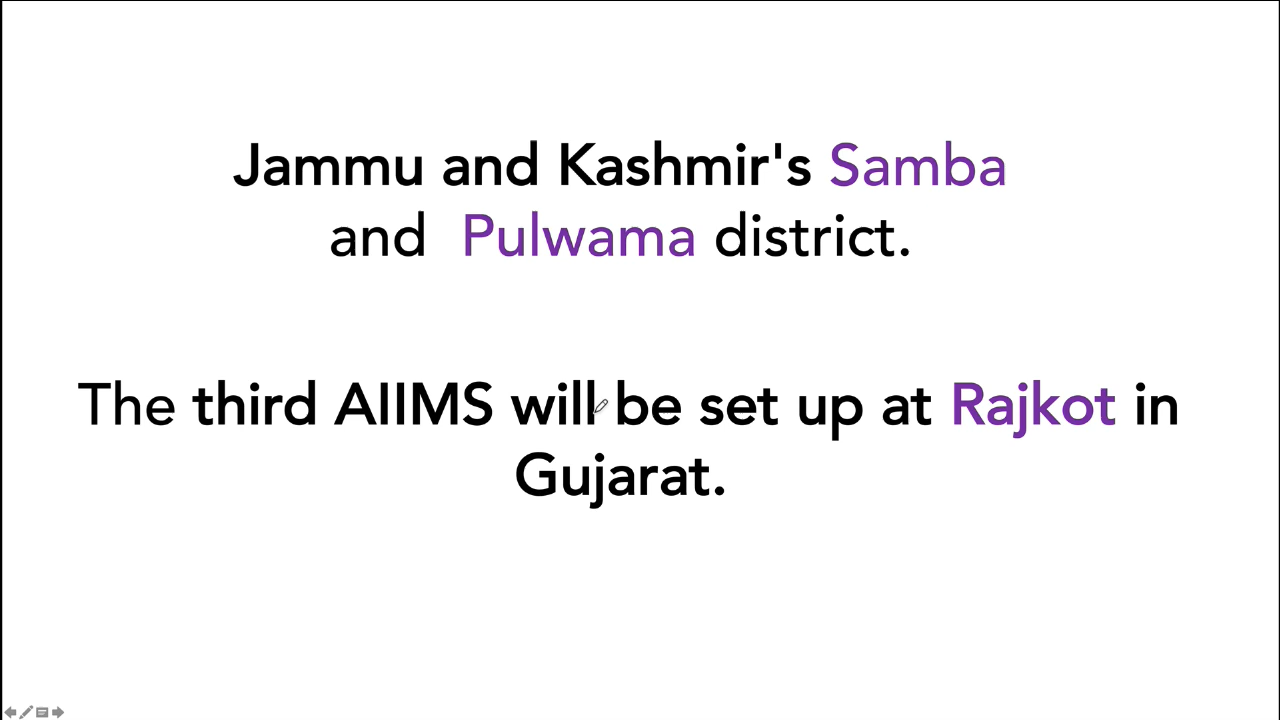 Jammu and Kashmir's Samba
and Pulwama district.
The third AIIMS will be set up at Rajkot in
Gujarat.